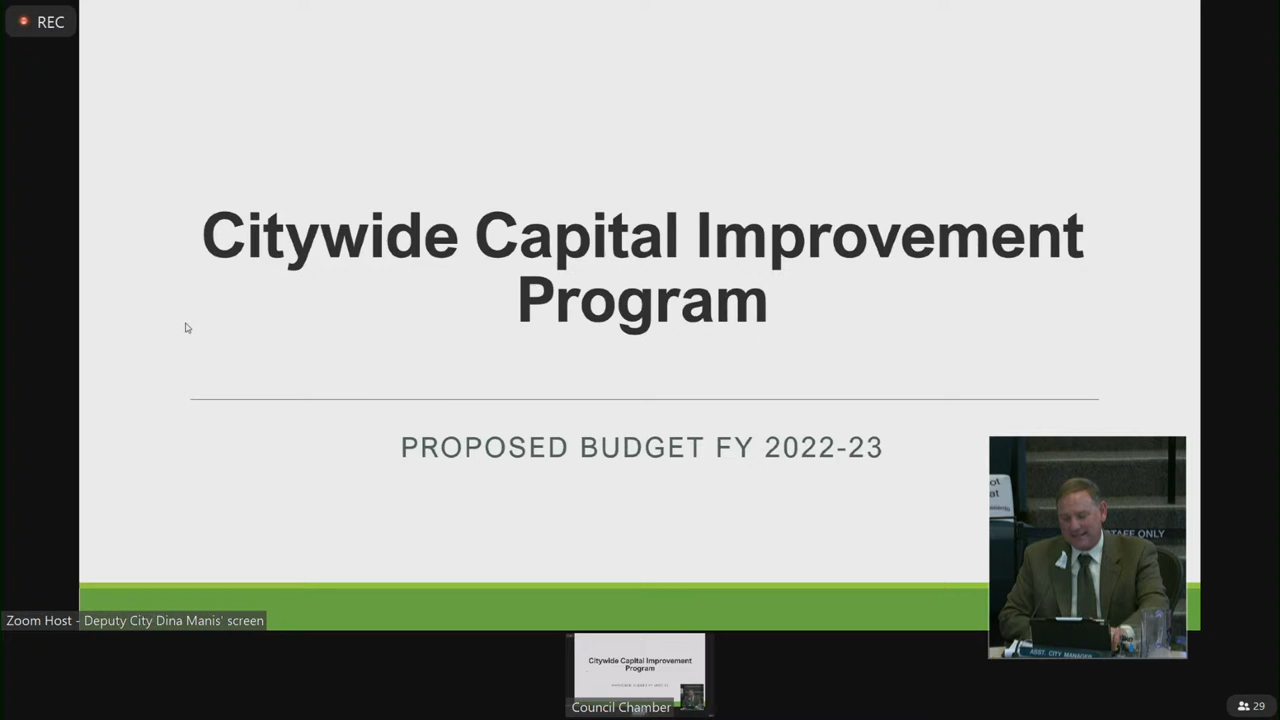 REC
Citywide Capital Improvement
Program
PROPOSED BUDGET FY 2022-23
STAFF ONLY
ASST. CITY MANAGER
Zoom Host - Deputy City Dina Manis' screen
Citywide Capital Improvement
Program
Council Chamber
29